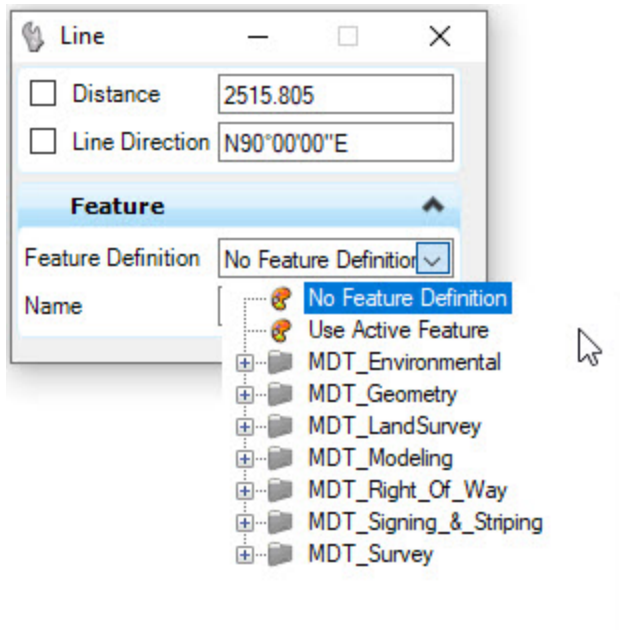 Line
Distance 2515.805
Line Direction N90°00'00"E
Feature
Feature Definition No Feature Definition
Name
No Feature Definition
Use Active Feature
MDT_Environmental
MDT_Geometry
MDT_LandSurvey
MDT_Modeling
MDT_Right_Of_Way
MDT_Signing_&_Striping
MDT_Survey